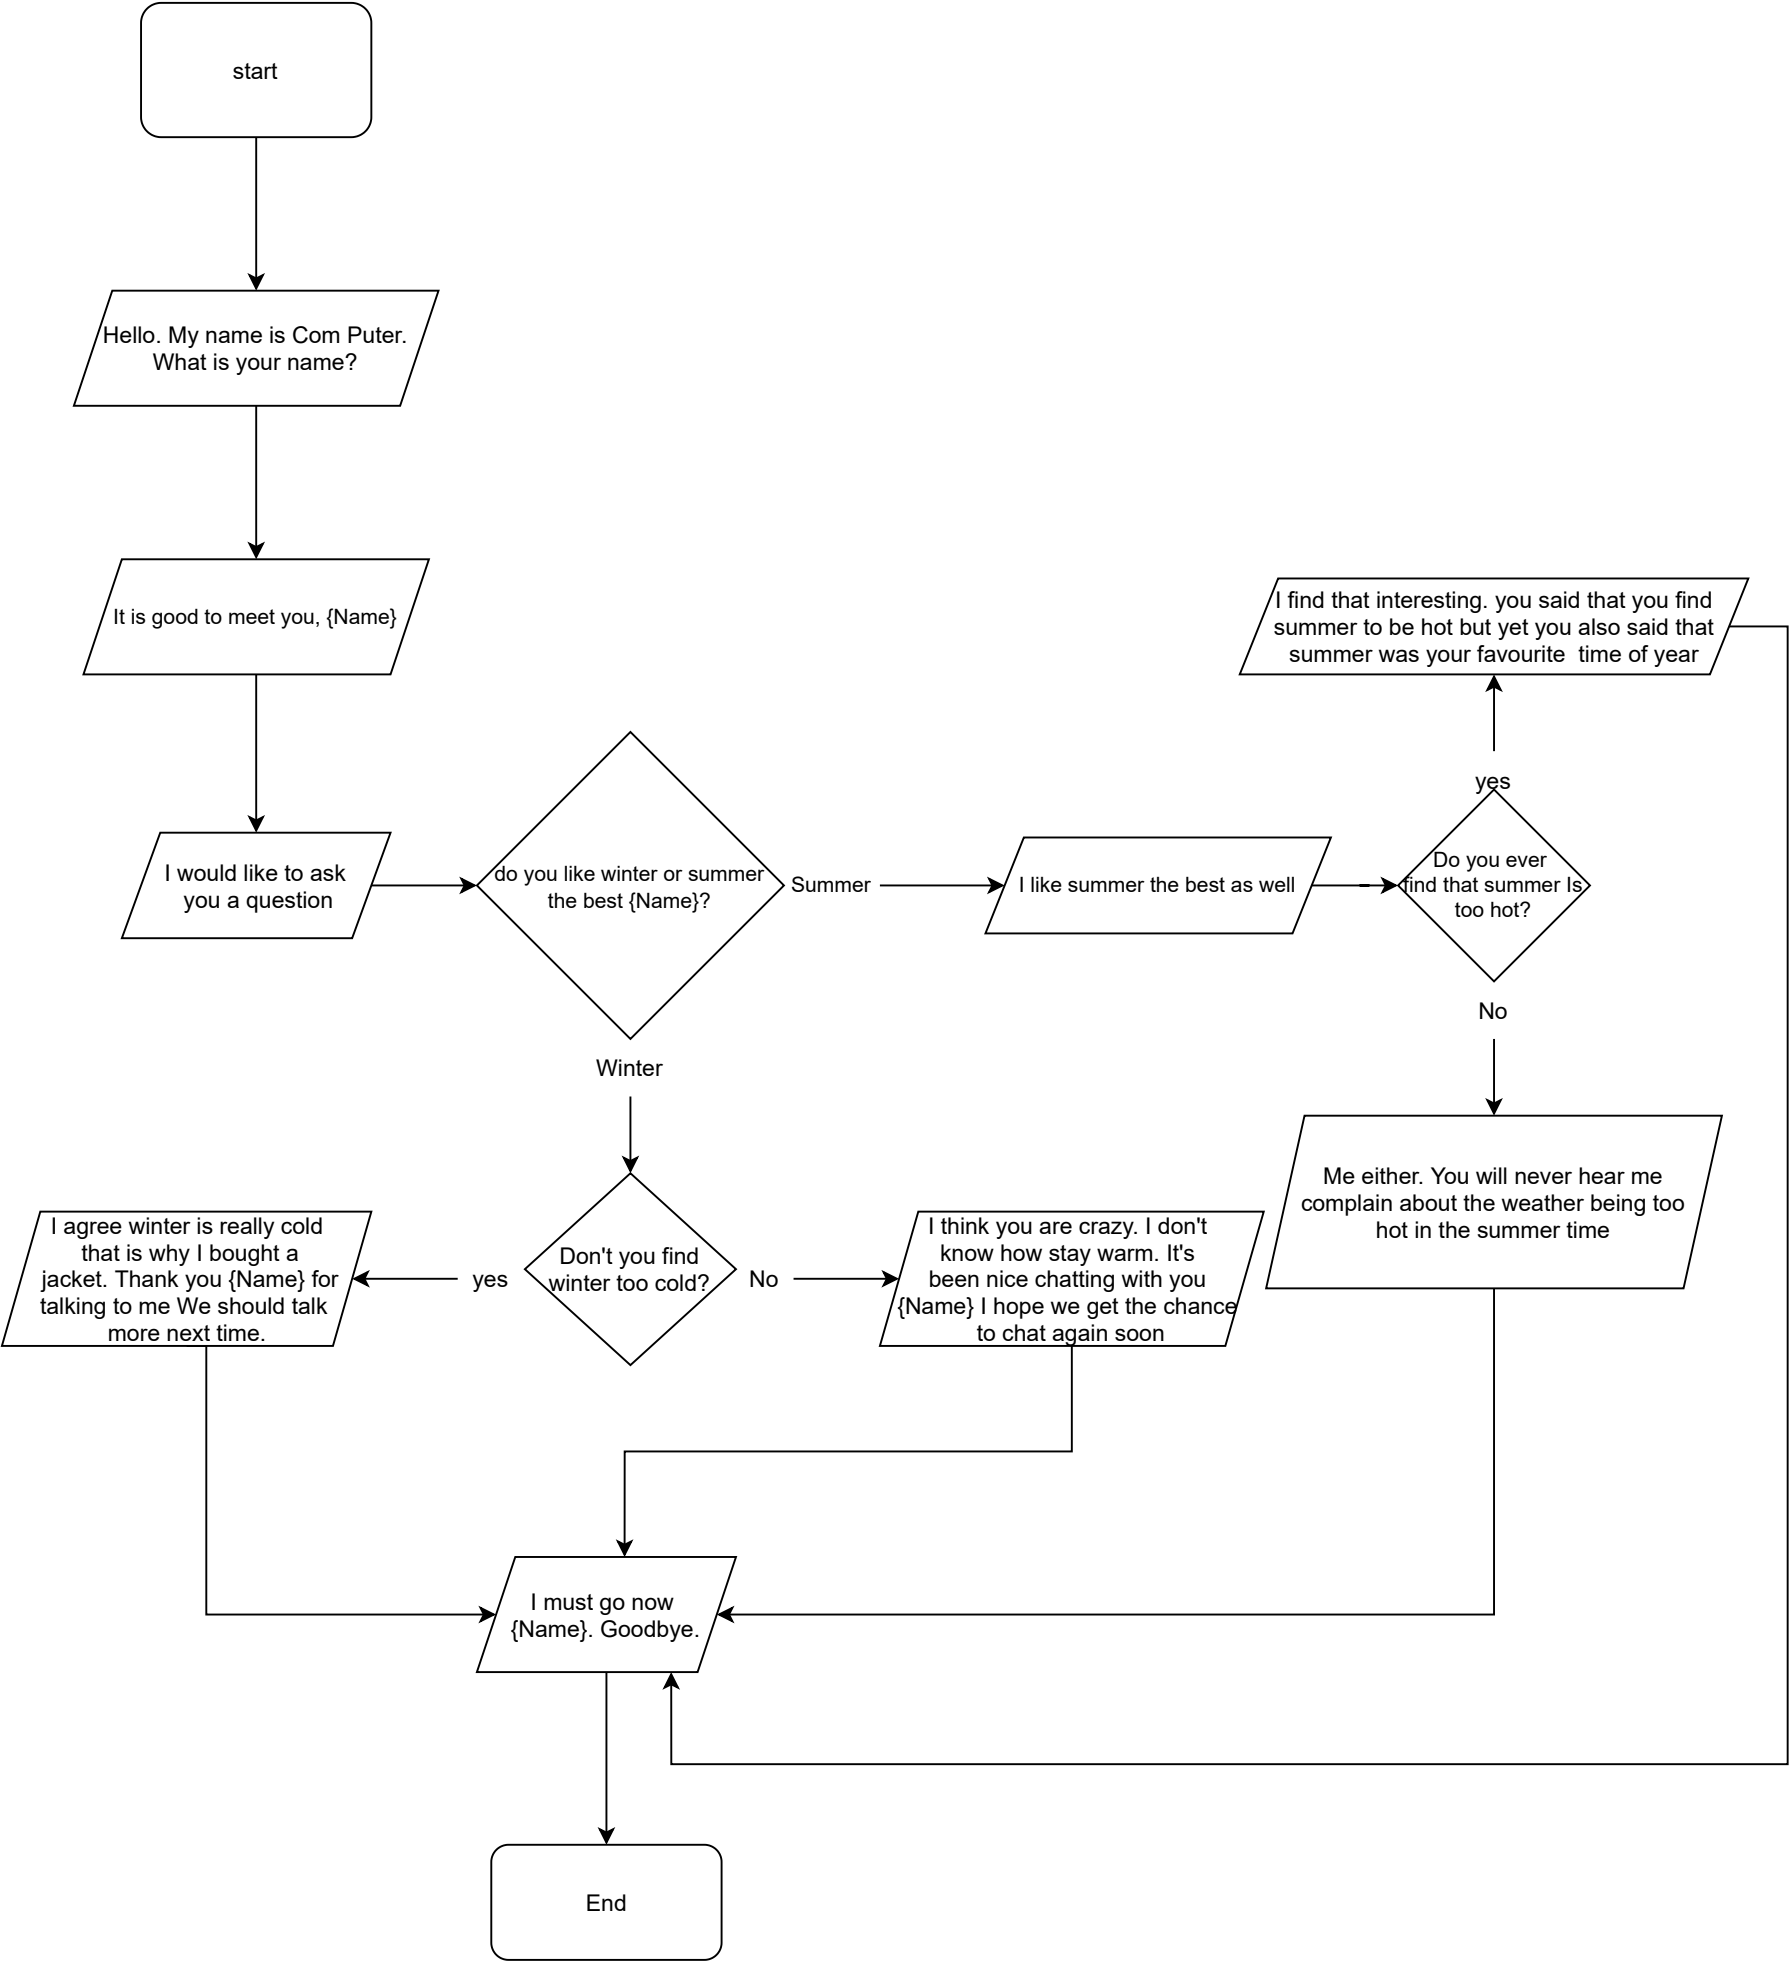 start
Hello. My name is Com Puter.
What is your name?
It is good to meet you, {Name}
I would like to ask
you a question
do you like winter or summer
the best {Name}?
Summer
I like summer the best as well
Do you ever
find that summer Is
too hot?
yes
I find that interesting. you said that you find
summer to be hot but yet you also said that
summer was your favourite  time of year
No
Me either. You will never hear me
complain about the weather being too
hot in the summer time
Winter
Don't you find
winter too cold?
yes
I agree winter is really cold
that is why I bought a
jacket. Thank you {Name} for
talking to me We should talk
more next time.
No
I think you are crazy. I don't
know how stay warm. It's
been nice chatting with you
{Name} I hope we get the chance
to chat again soon
I must go now
{Name}. Goodbye.
End